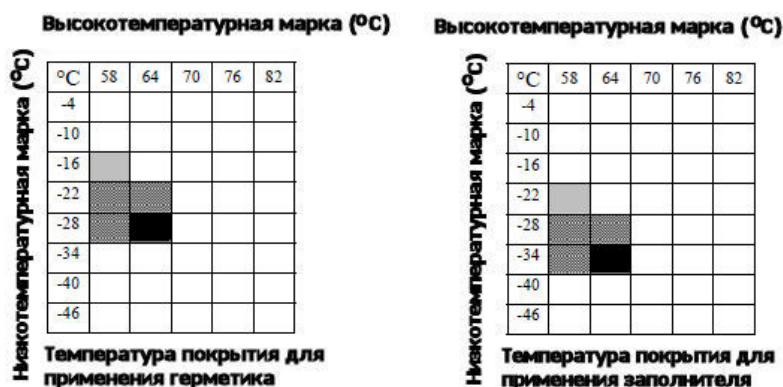 Высокотемпературная марка (ºC)
Низкотемпературная марка (ºC)
°C 58 64 70 76 82
-4
-10
-16
-22
-28
-34
-40
-46
Температура покрытия для
применения герметика
Высокотемпературная марка (ºC)
Низкотемпературная марка (ºC)
°C 58 64 70 76 82
-4
-10
-16
-22
-28
-34
-40
-46
Температура покрытия для
применения заполнителя